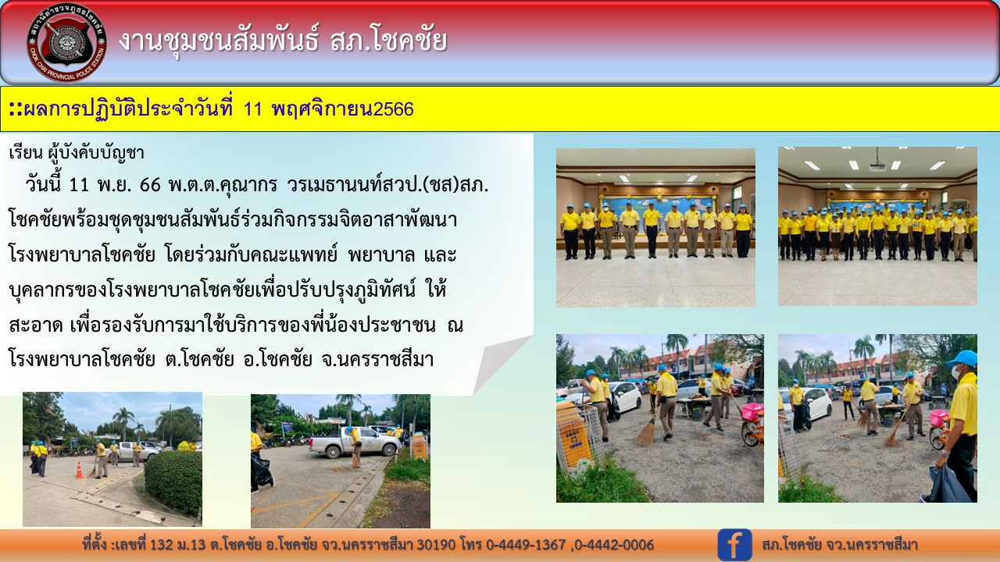 สถานีตำรวจภูธรโชคชัย
CHOK CHAI PROVINCIAL POLICE STATION
งานชุมชนสัมพันธ์ สภ.โชคชัย
::ผลการปฏิบัติประจำวันที่ 11 พฤศจิกายน2566
เรียน ผู้บังคับบัญชา
วันนี้ 11 พ.ย. 66 พ.ต.ต.คุณากร วรเมธานนท์สวป.(ชส)สภ.
โชคชัยพร้อมชุดชุมชนสัมพันธ์ร่วมกิจกรรมจิตอาสาพัฒนา
โรงพยาบาลโชคชัย โดยร่วมกับคณะแพทย์ พยาบาล และ
บุคลากรของโรงพยาบาลโชคชัยเพื่อปรับปรุงภูมิทัศน์ ให้
สะอาด เพื่อรองรับการมาใช้บริการของพี่น้องประชาชน ณ
โรงพยาบาลโชคชัย ต.โชคชัย อ.โชคชัย จ.นครราชสีมา
ที่ตั้ง :เลขที่ 132 ม.13 ต.โชคชัย อ.โชคชัย จว.นครราชสีมา 30190 โทร 0-4449-1367 ,0-4442-0006
สภ.โชคชัย จว.นครราชสีมา